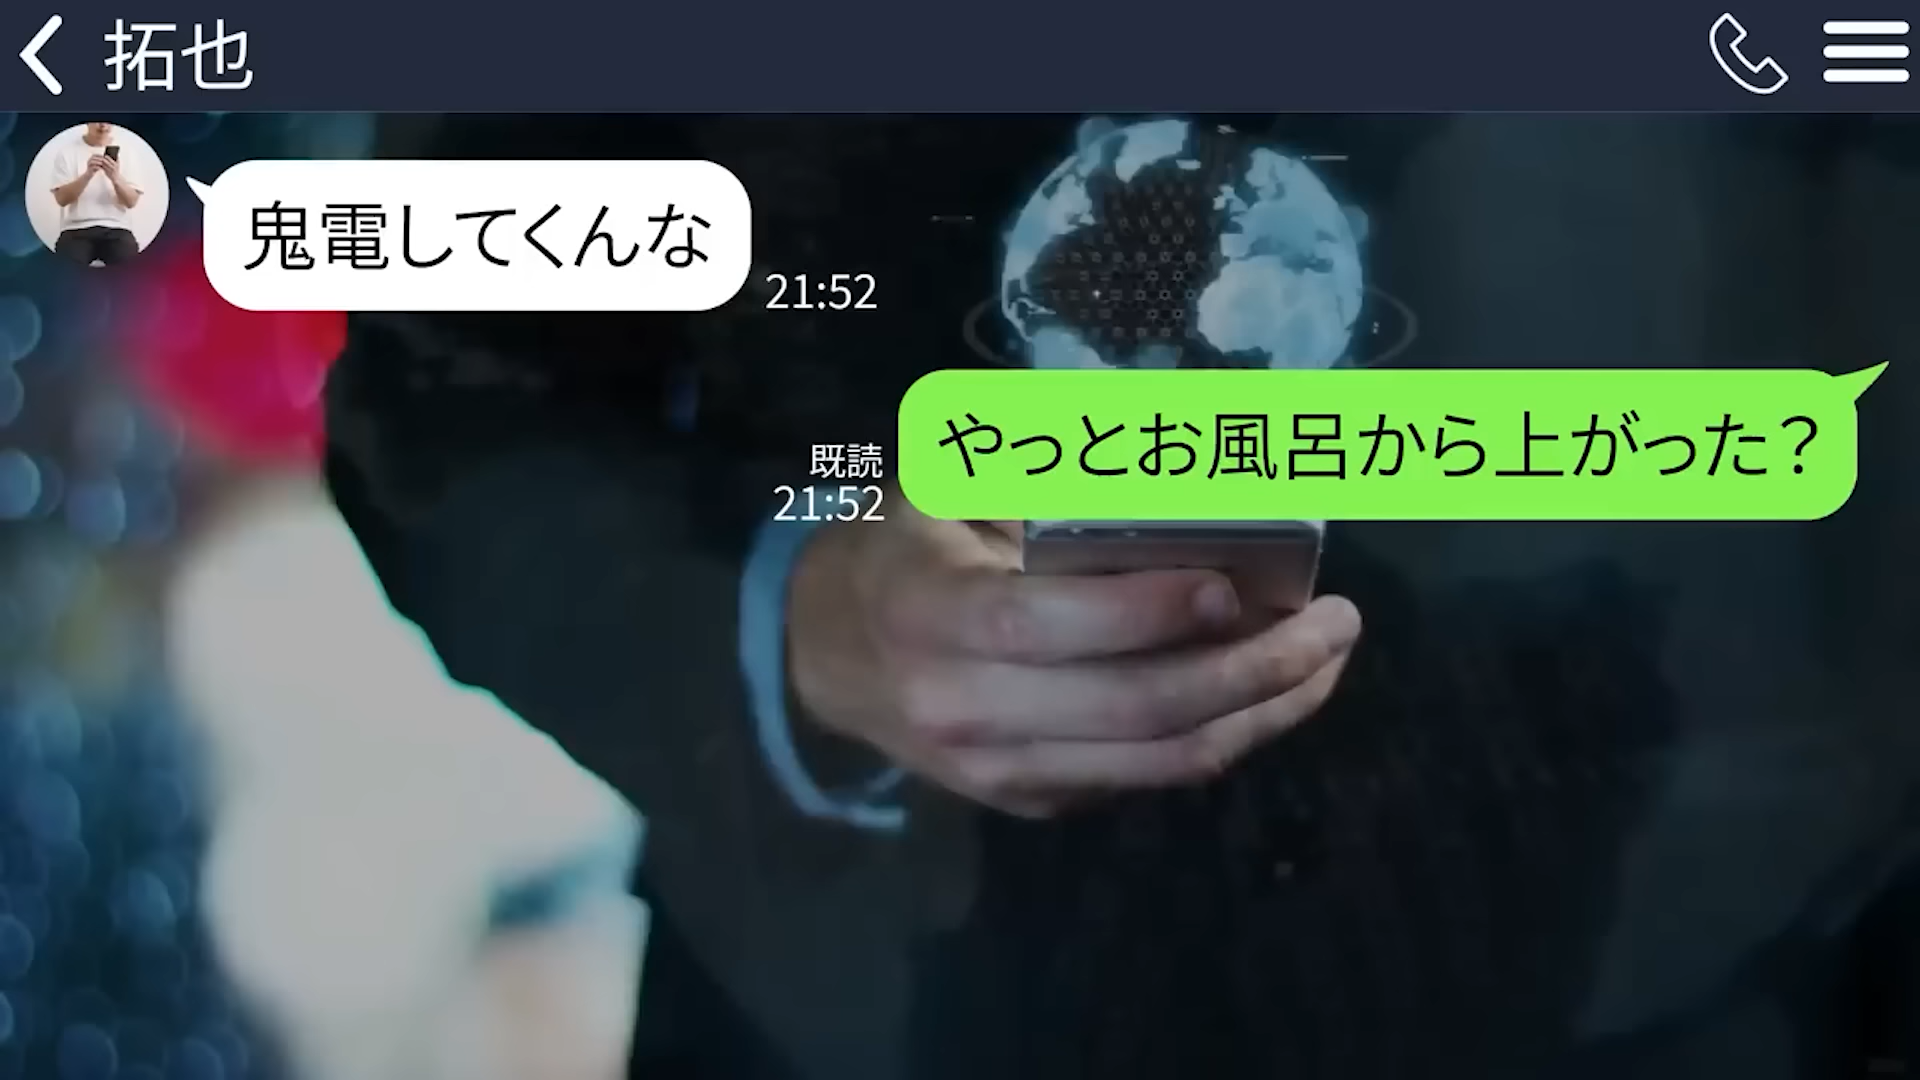 拓也
鬼電してくんな
21:52
やっとお風呂から上がった？
既読
21:52